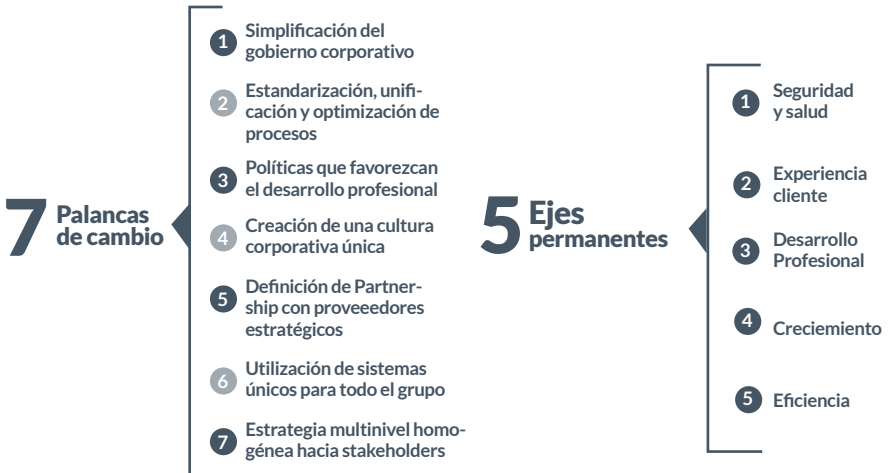 7 Palancas
de cambio
1 Simplificación del
gobierno corporativo
2 Estandarización, unifi-
cación y optimización de
procesos
3 Políticas que favorezcan
el desarrollo profesional
4 Creación de una cultura
corporativa única
5 Definición de Partner-
ship con proveeedores
estratégicos
6 Utilización de sistemas
únicos para todo el grupo
7 Estrategia multinivel homo-
génea hacia stakeholders
5 Ejes
permanentes
1 Seguridad
y salud
2 Experiencia
cliente
3 Desarrollo
Profesional
4 Creciemiento
5 Eficiencia